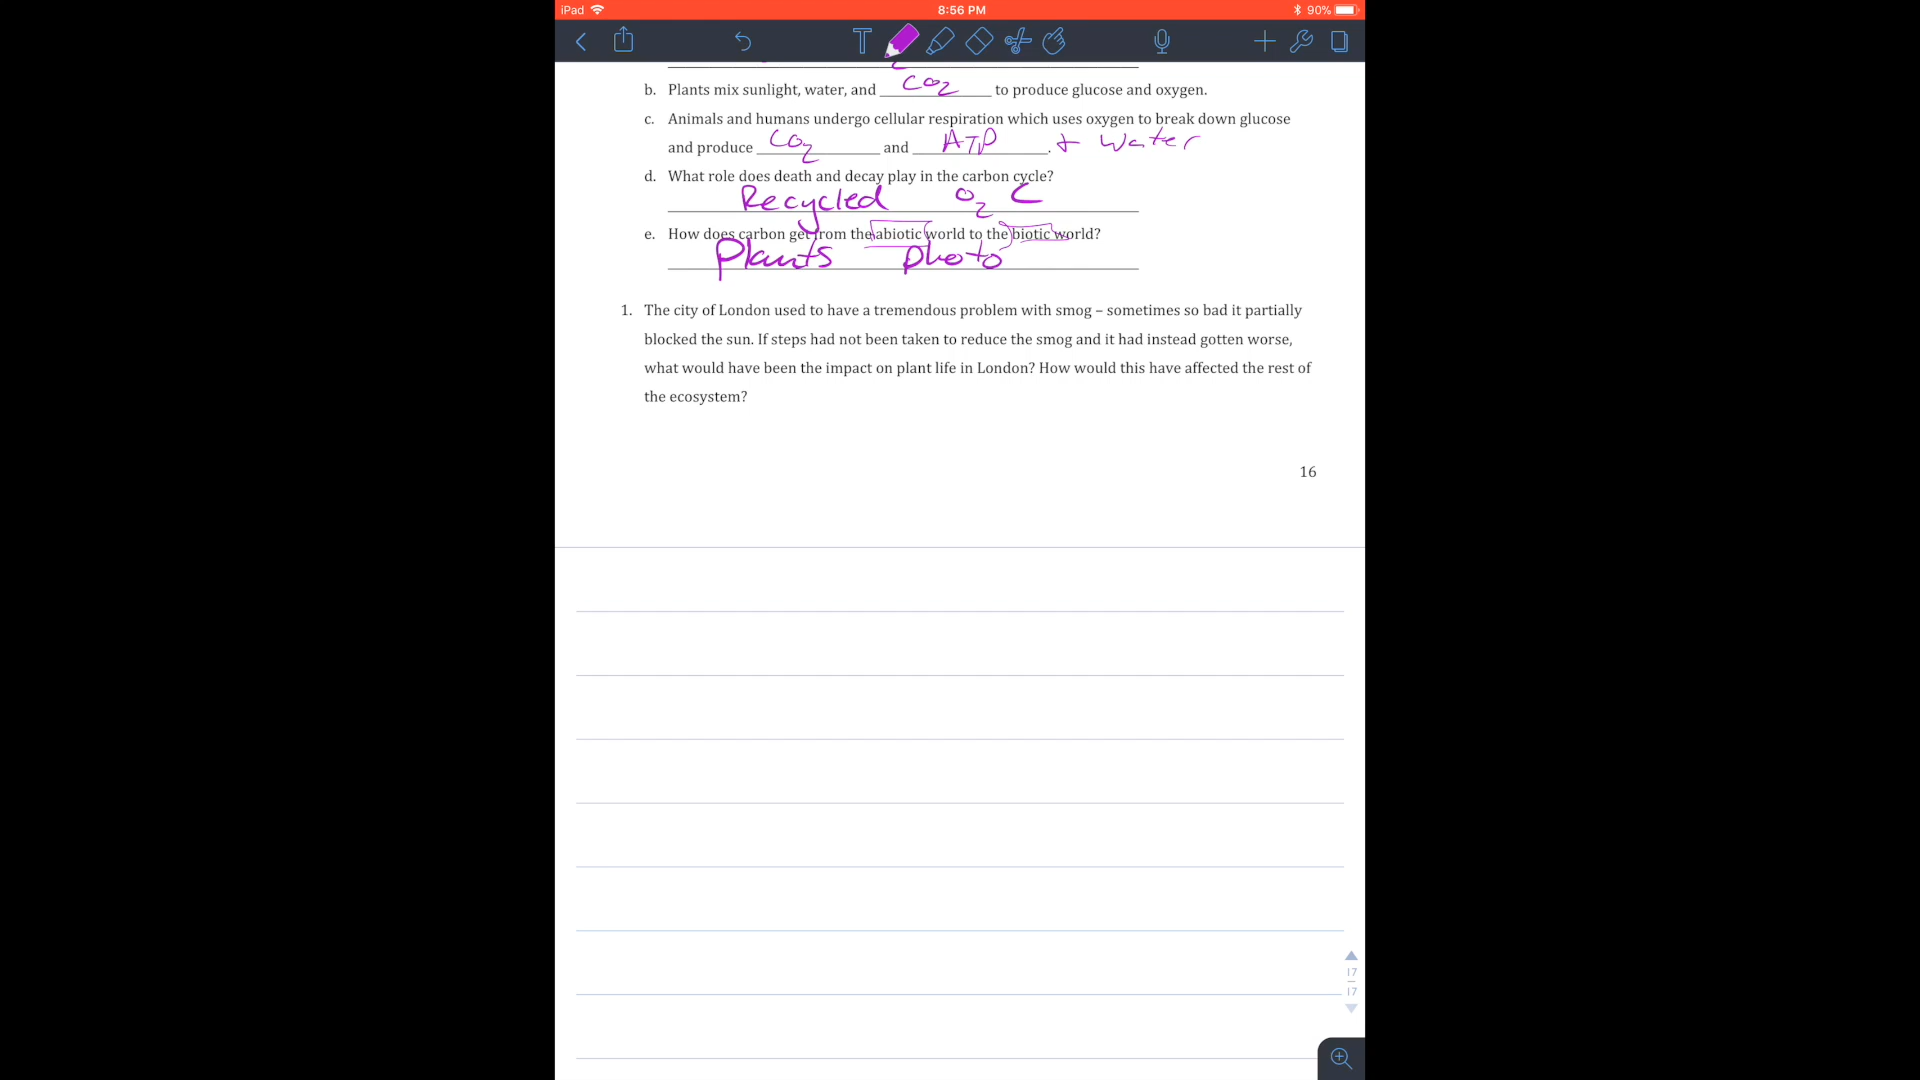 iPad 8:56 PM 90%
T
b. Plants mix sunlight, water, and CO2 to produce glucose and oxygen.
c. Animals and humans undergo cellular respiration which uses oxygen to break down glucose
and produce CO2 and ATP. + Water
d. What role does death and decay play in the carbon cycle?
Recycled O2 C
e. How does carbon get from the abiotic world to the biotic world?
Plants Photo
1. The city of London used to have a tremendous problem with smog – sometimes so bad it partially
blocked the sun. If steps had not been taken to reduce the smog and it had instead gotten worse,
what would have been the impact on plant life in London? How would this have affected the rest of
the ecosystem?
16
17
17